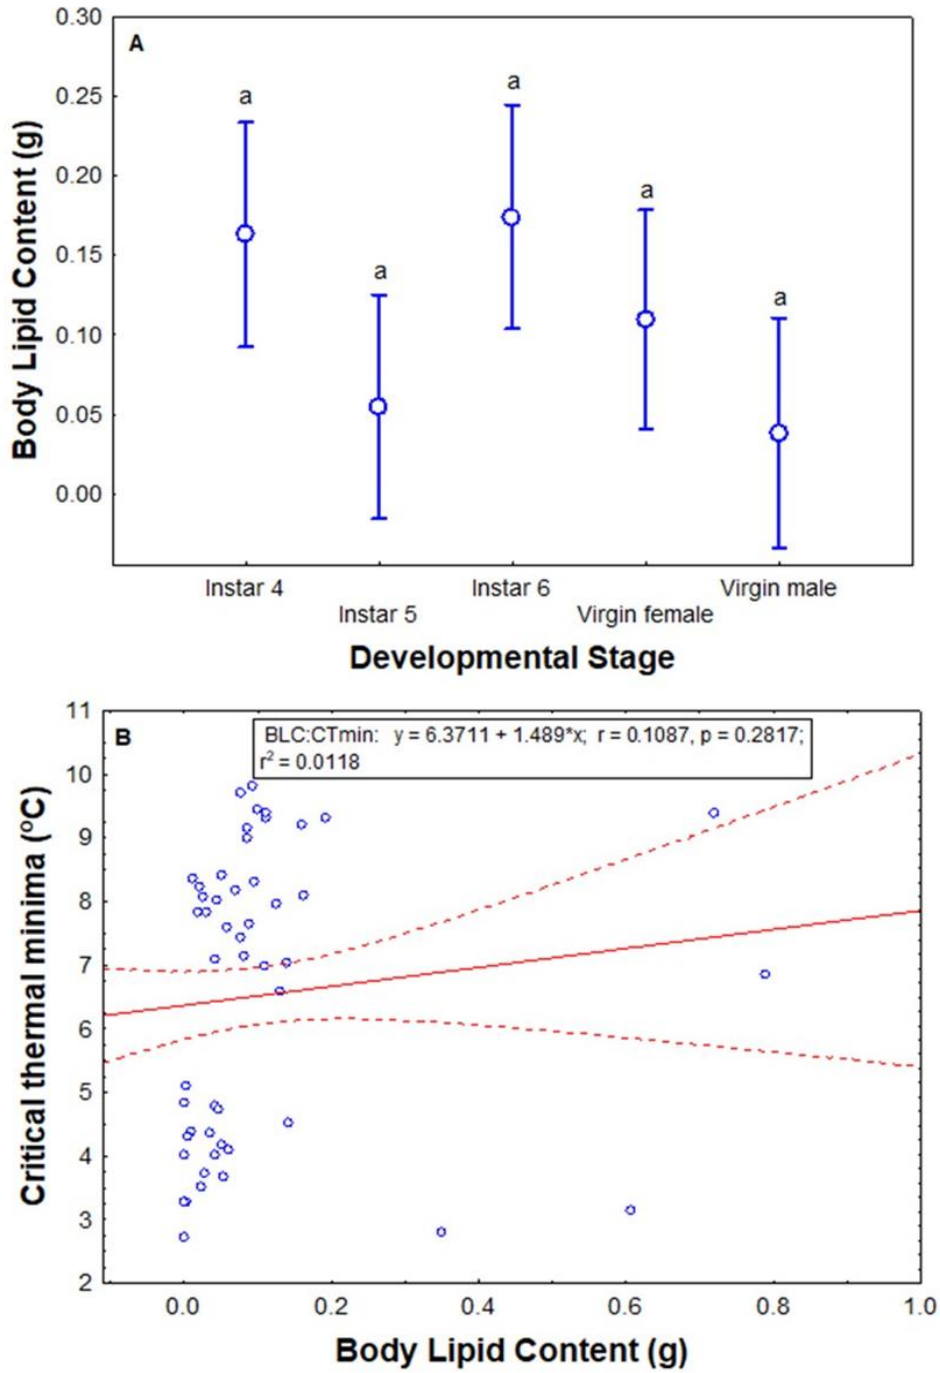 A
Body Lipid Content (g)
0.30
0.25
0.20
0.15
0.10
0.05
0.00
a
a
a
a
a
Instar 4
Instar 5
Instar 6
Virgin female
Virgin male
Developmental Stage
B
BLC:CTmin: y = 6.3711 + 1.489*x; r = 0.1087, p = 0.2817;
r² = 0.0118
Critical thermal minima (ºC)
11
10
9
8
7
6
5
4
3
2
0.0
0.2
0.4
0.6
0.8
1.0
Body Lipid Content (g)